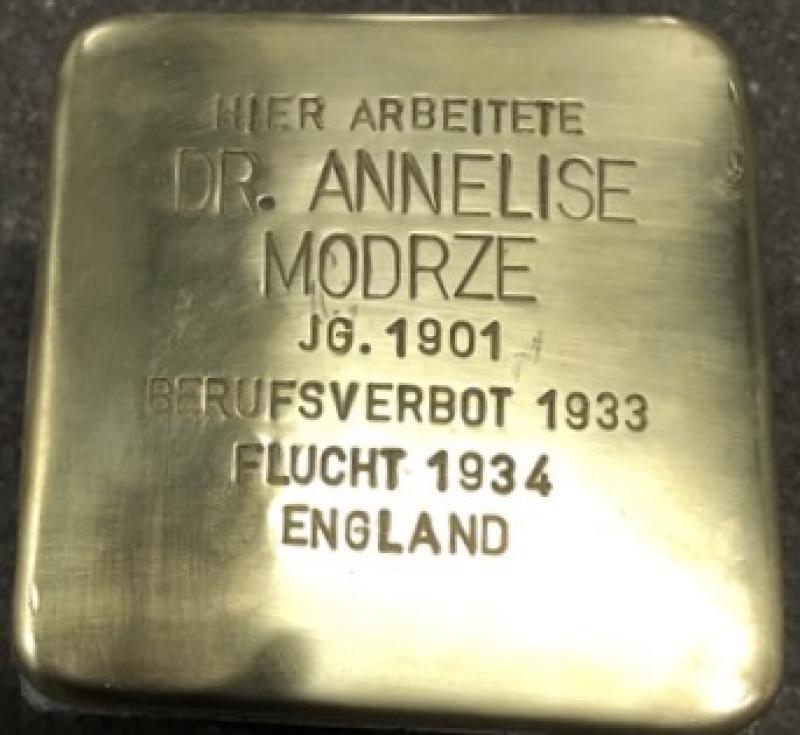 HIER ARBEITETE
DR. ANNELISE
MODRZE
JG. 1901
BERUFSVERBOT 1933
FLUCHT 1934
ENGLAND